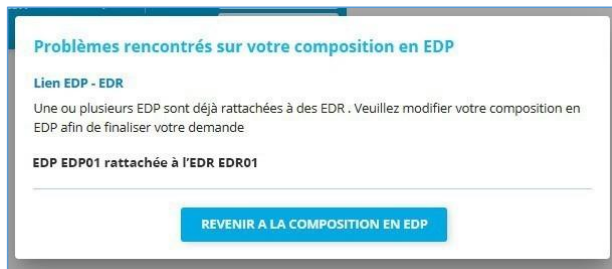 Problèmes rencontrés sur votre composition en EDP
Lien EDP - EDR
Une ou plusieurs EDP sont déjà rattachées à des EDR . Veuillez modifier votre composition en
EDP afin de finaliser votre demande
EDP EDP01 rattachée à l'EDR EDR01
REVENIR A LA COMPOSITION EN EDP